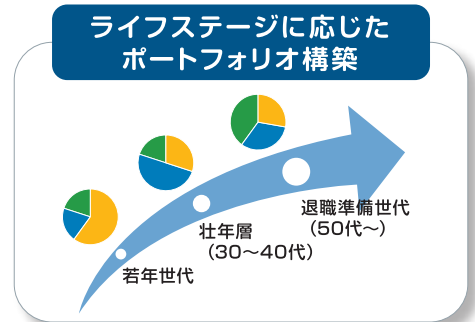 ライフステージに応じた
ポートフォリオ構築
退職準備世代
（50代～）
壮年層
（30～40代）
若年世代